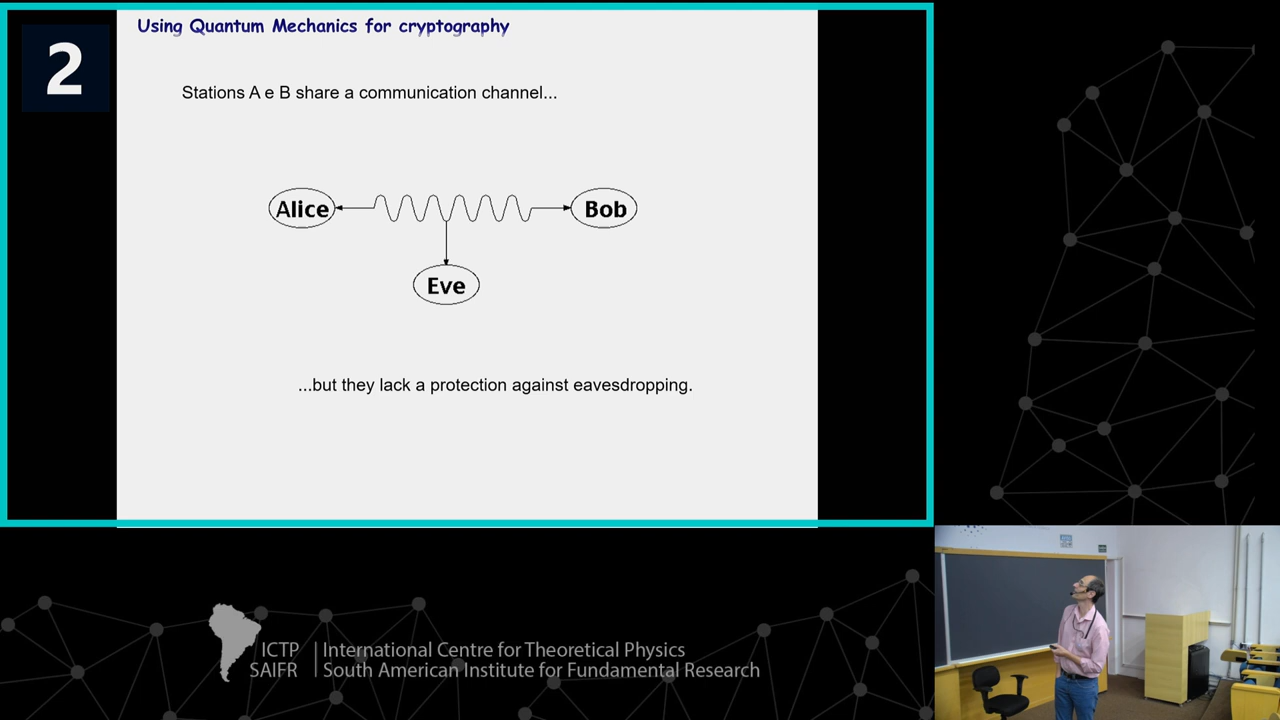 2
Using Quantum Mechanics for cryptography
Stations A e B share a communication channel...
Alice
Bob
Eve
...but they lack a protection against eavesdropping.
ICTP
SAIFR
International Centre for Theoretical Physics
South American Institute for Fundamental Research